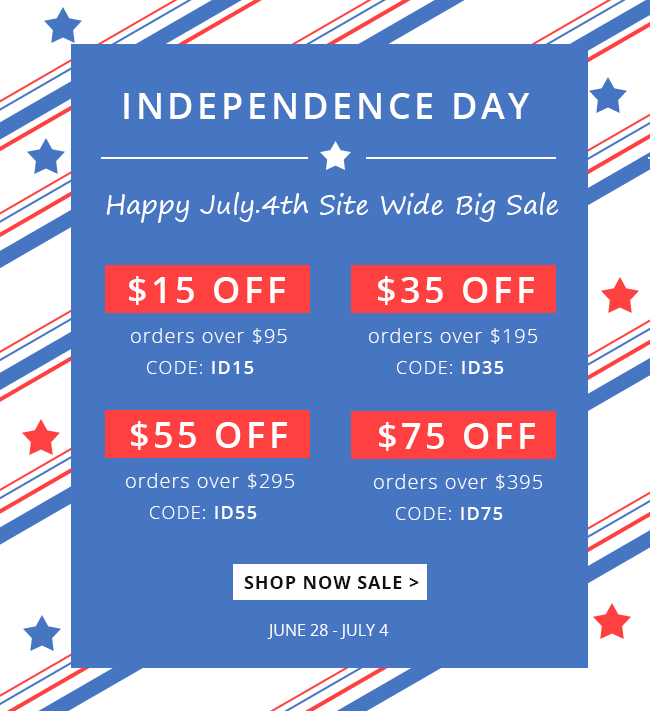 INDEPENDENCE DAY
Happy July.4th Site Wide Big Sale
$15 OFF
orders over $95
CODE: ID15
$35 OFF
orders over $195
CODE: ID35
$55 OFF
orders over $295
CODE: ID55
$75 OFF
orders over $395
CODE: ID75
SHOP NOW SALE >
JUNE 28 - JULY 4